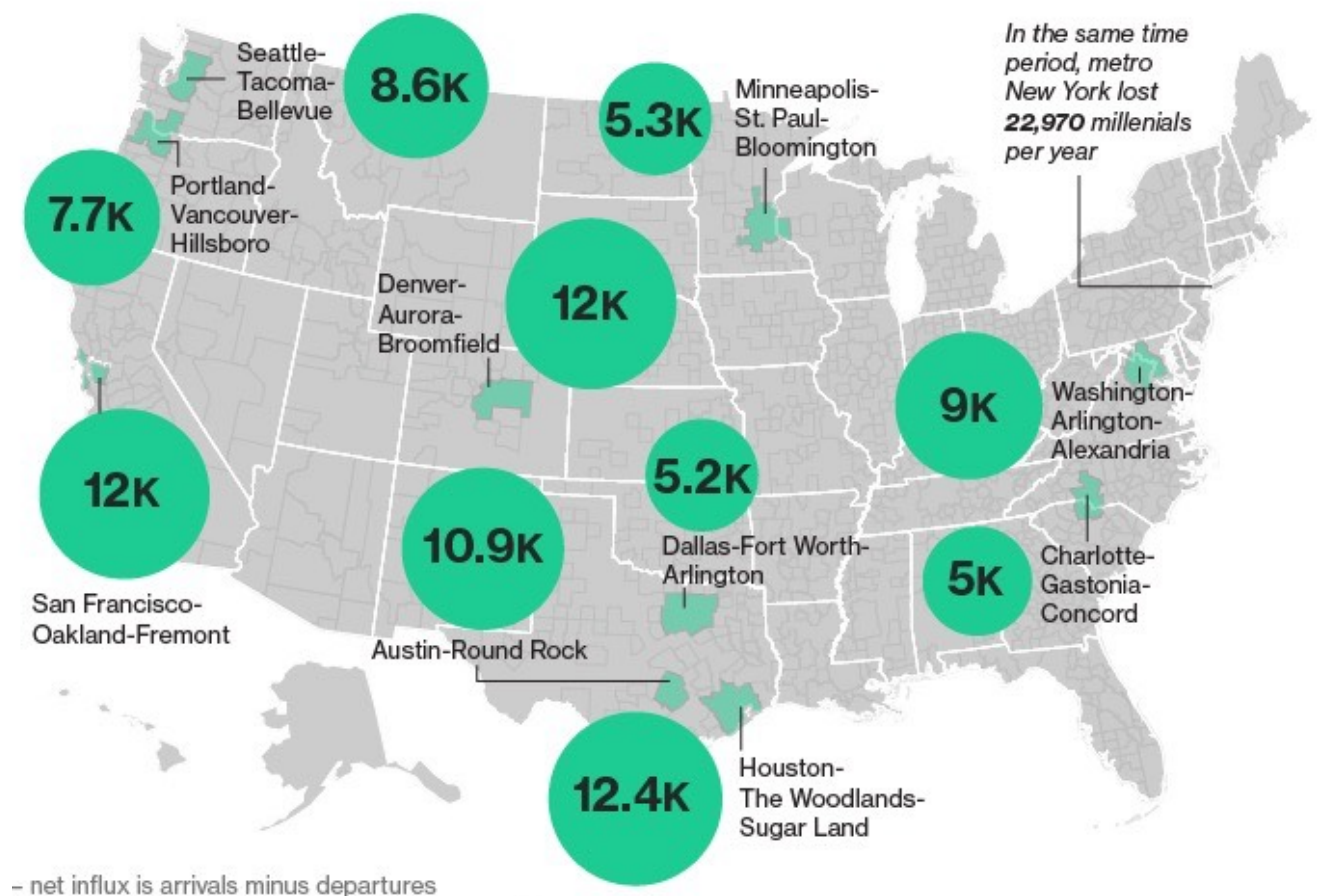 Seattle-
Tacoma-
Bellevue
8.6K
5.3K
Minneapolis-
St. Paul-
Bloomington
In the same time
period, metro
New York lost
22,970 millenials
per year
7.7K
Portland-
Vancouver-
Hillsboro
Denver-
Aurora-
Broomfield
12K
9K
Washington-
Arlington-
Alexandria
12K
San Francisco-
Oakland-Fremont
10.9K
Austin-Round Rock
5.2K
Dallas-Fort Worth-
Arlington
5K
Charlotte-
Gastonia-
Concord
12.4K
Houston-
The Woodlands-
Sugar Land
– net influx is arrivals minus departures